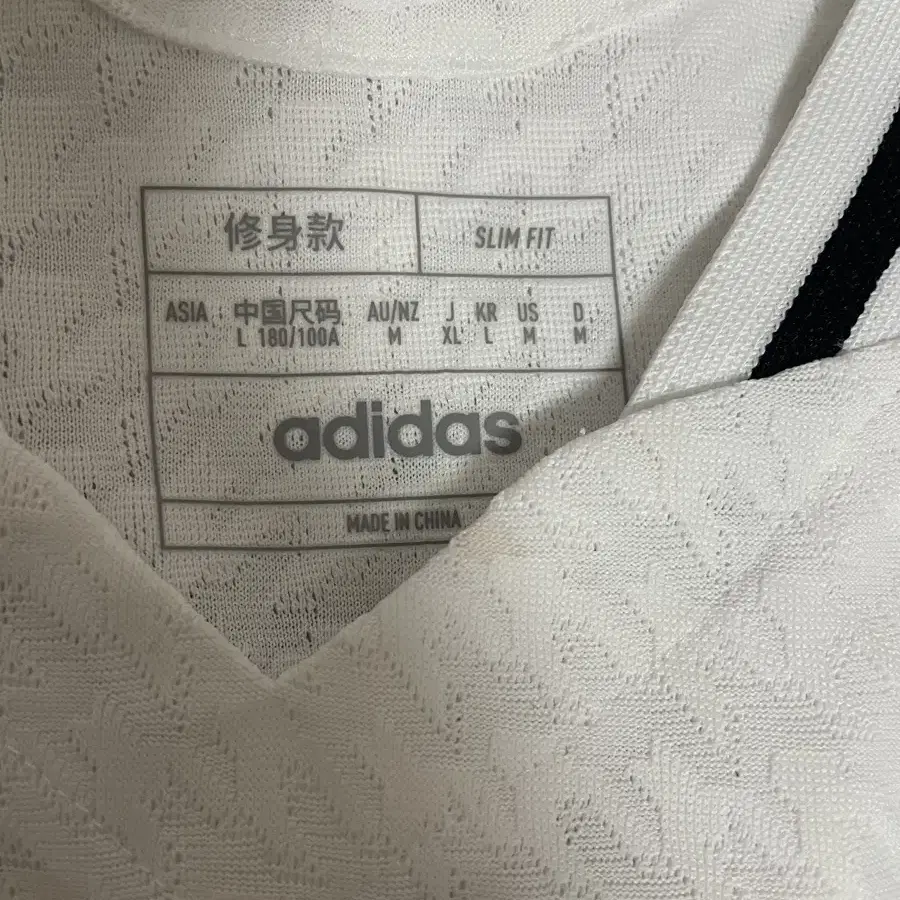 修身款 SLIM FIT
ASIA 中国尺码 AU/NZ J KR US D
L 180/100A M XL L M M
adidas
MADE IN CHINA